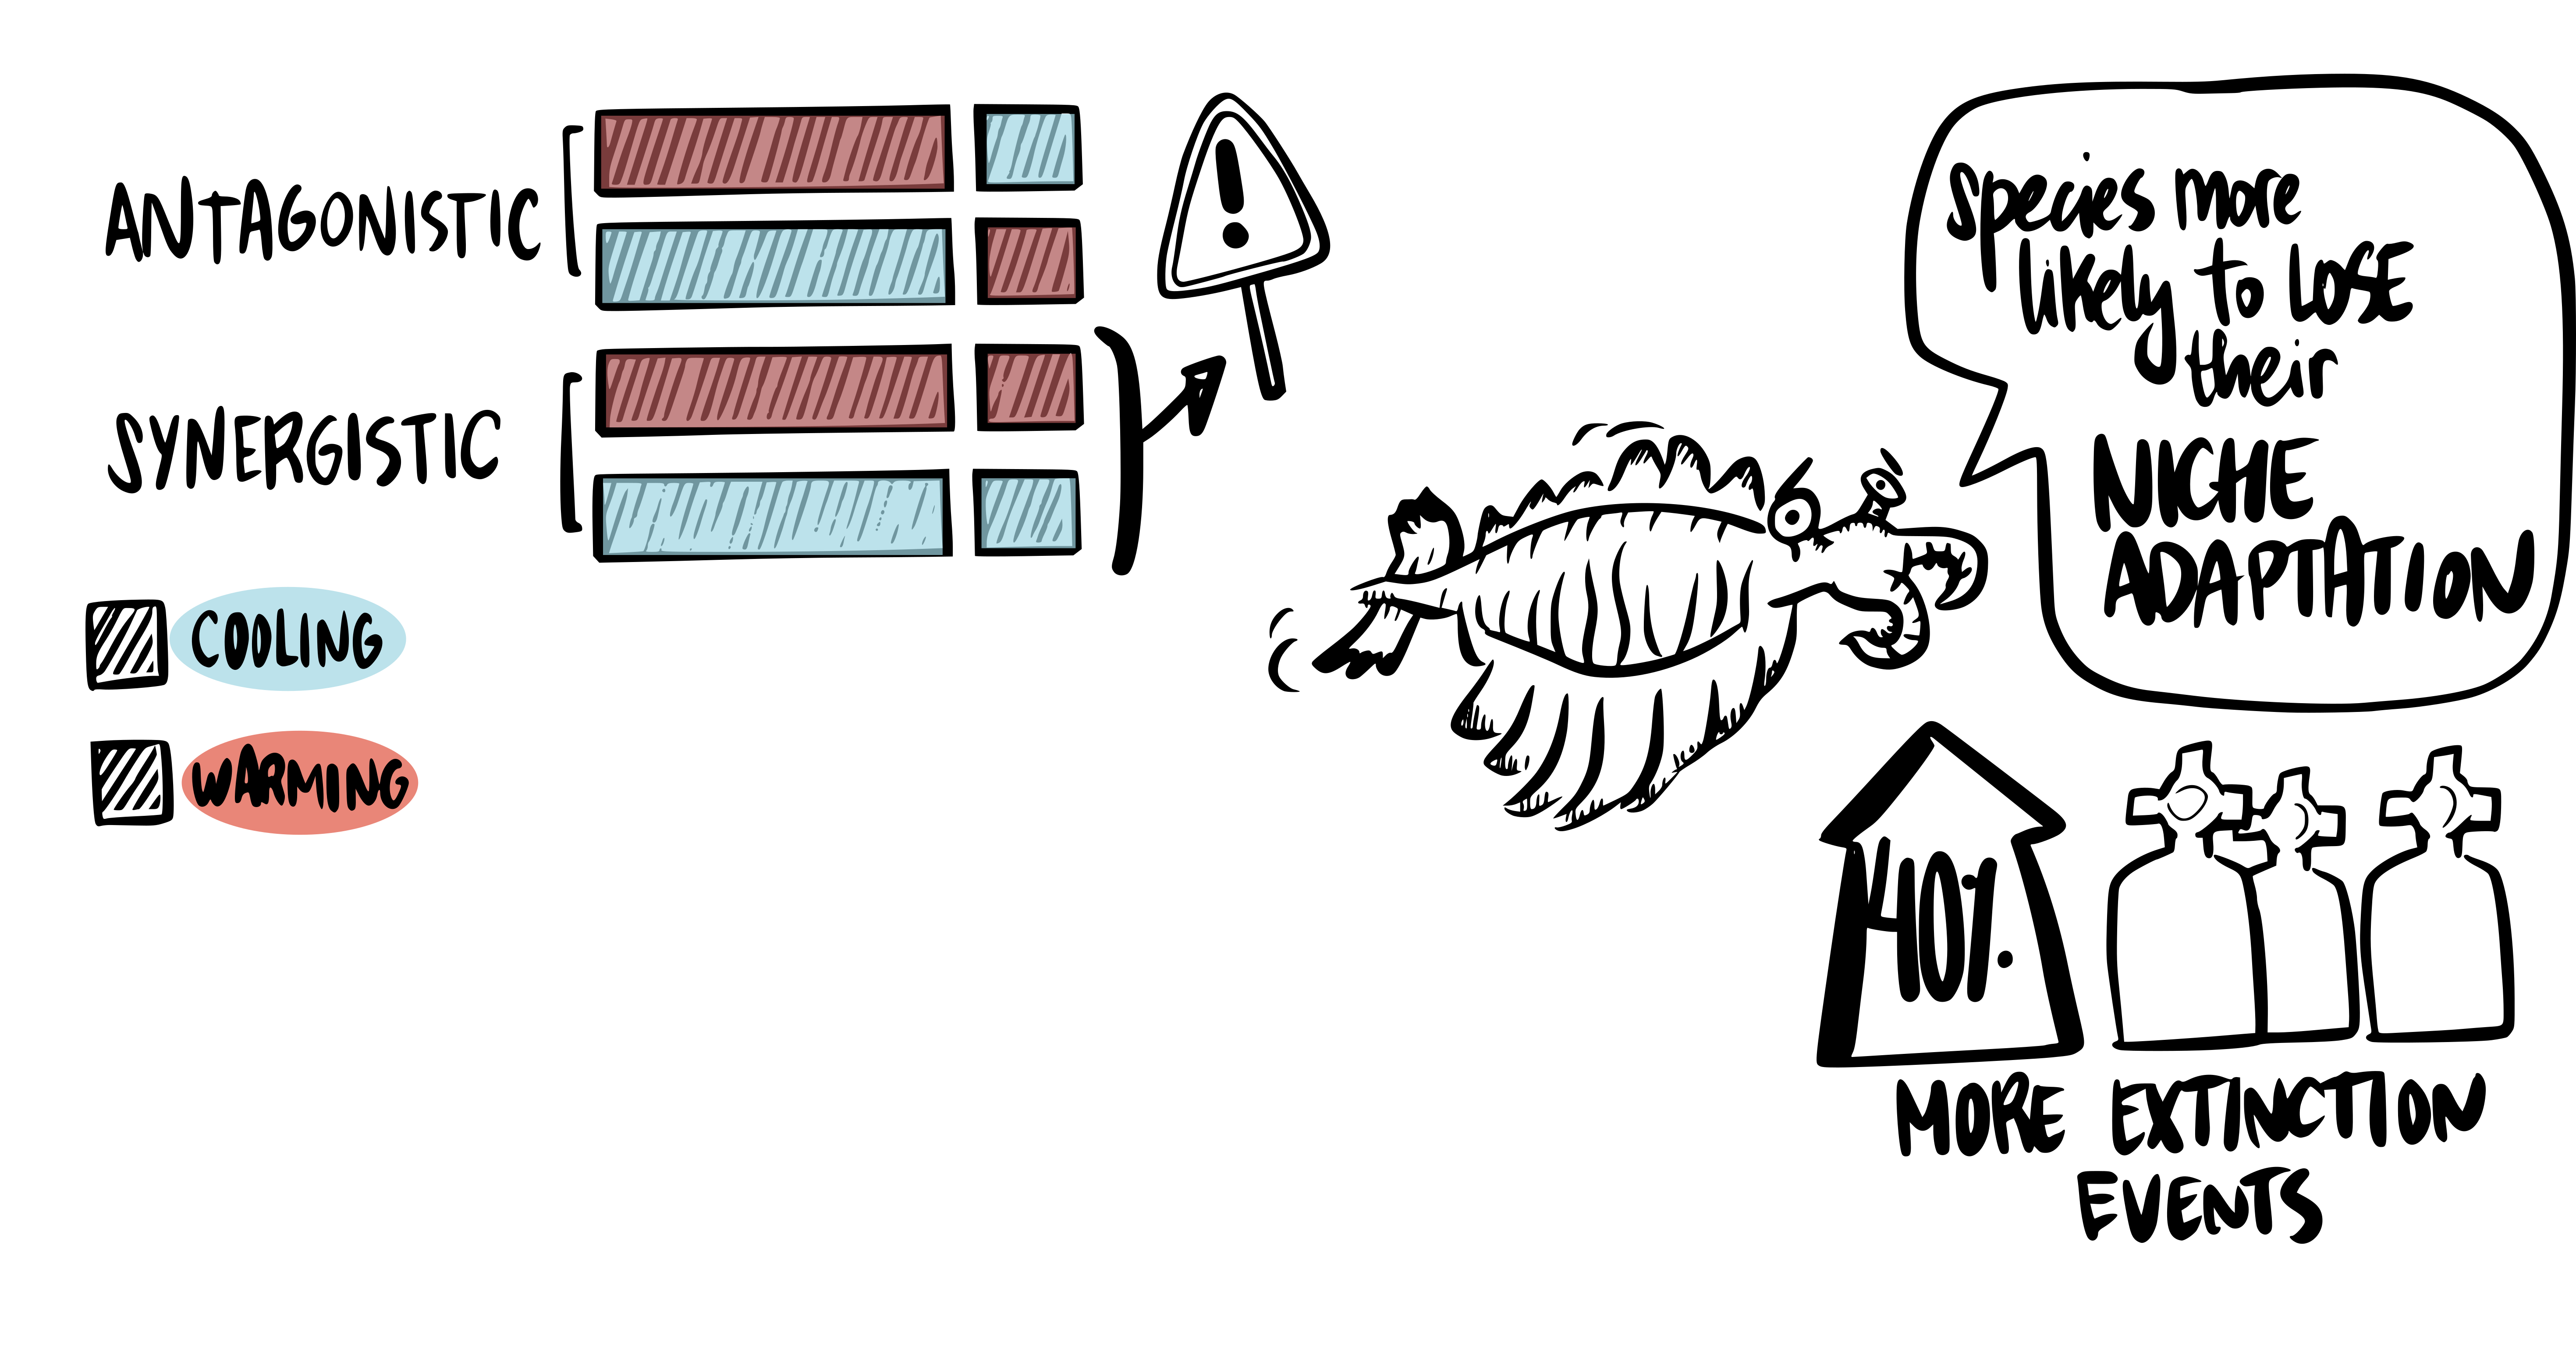 ANTAGONISTIC
SYNERGISTIC
COOLING
WARMING
!
species more
likely to LOSE
their
NICHE
ADAPTATION
40%
MORE EXTINCTION
EVENTS